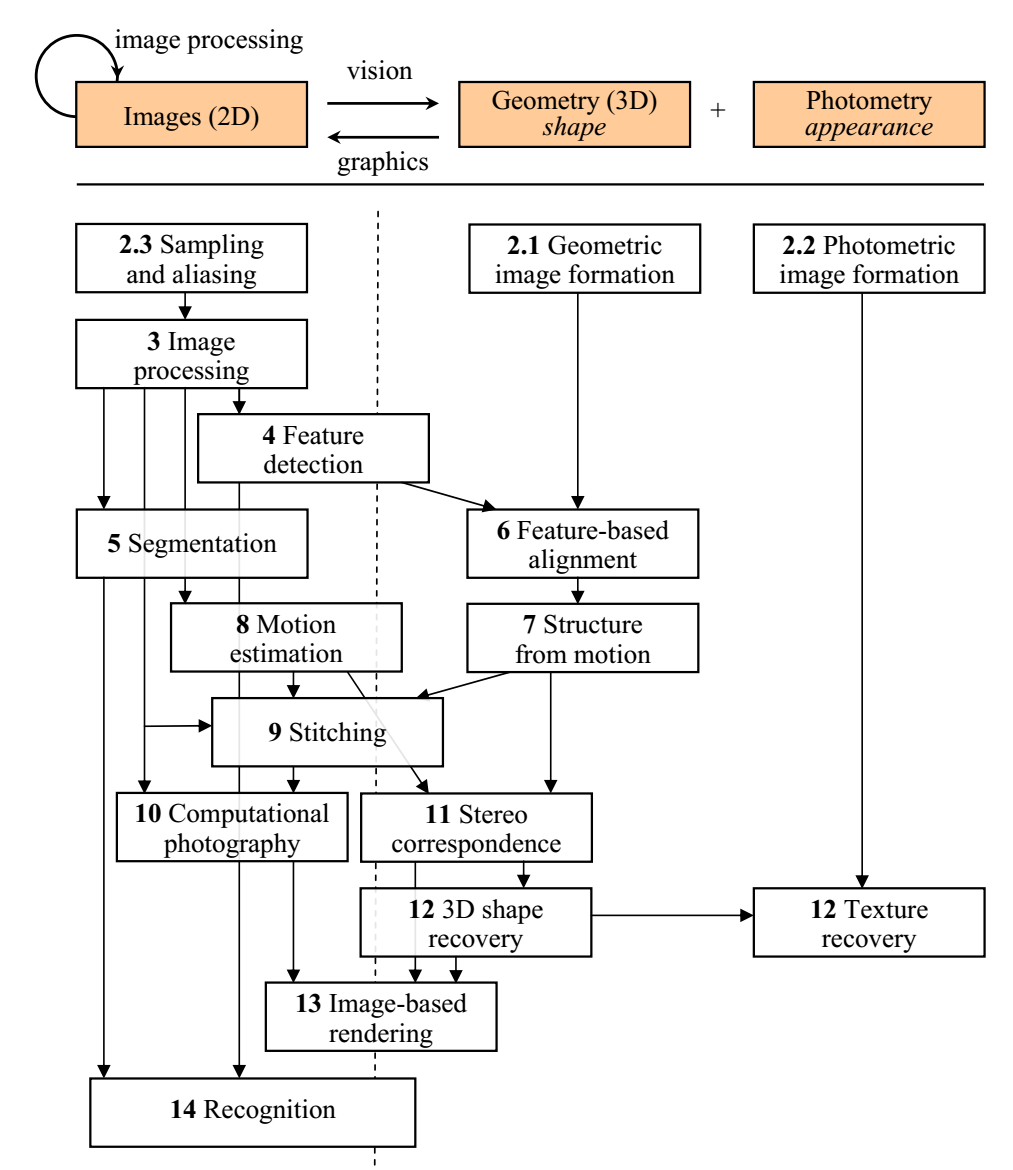 image processing
vision
Images (2D)
Geometry (3D)
shape
+
Photometry
appearance
graphics
2.3 Sampling
and aliasing
2.1 Geometric
image formation
2.2 Photometric
image formation
3 Image
processing
4 Feature
detection
5 Segmentation
6 Feature-based
alignment
8 Motion
estimation
7 Structure
from motion
9 Stitching
10 Computational
photography
11 Stereo
correspondence
12 3D shape
recovery
12 Texture
recovery
13 Image-based
rendering
14 Recognition